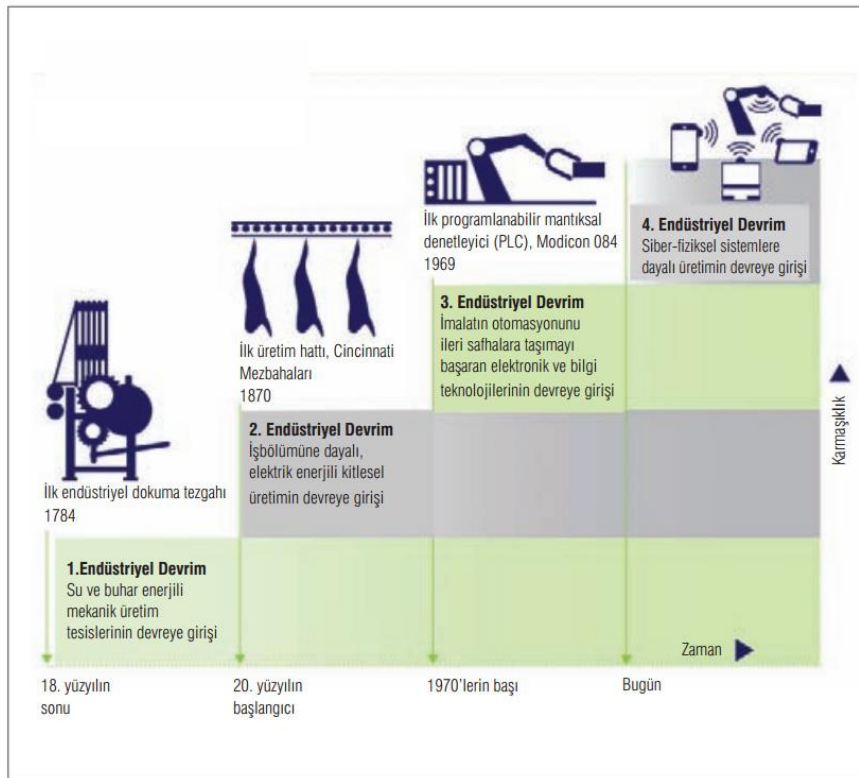 İlk endüstriyel dokuma tezgahı
1784
1.Endüstriyel Devrim
Su ve buhar enerjili
mekanik üretim
tesislerinin devreye girişi
İlk üretim hattı, Cincinnati
Mezbahaları
1870
2. Endüstriyel Devrim
İşbölümüne dayalı,
elektrik enerjili kitlesel
üretimin devreye girişi
İlk programlanabilir mantıksal
denetleyici (PLC), Modicon 084
1969
3. Endüstriyel Devrim
İmalatın otomasyonunu
ileri safhalara taşımayı
başaran elektronik ve bilgi
teknolojilerinin devreye girişi
4. Endüstriyel Devrim
Siber-fiziksel sistemlere
dayalı üretimin devreye girişi
Karmaşıklık
Zaman
18. yüzyılın
sonu
20. yüzyılın
başlangıcı
1970'lerin başı
Bugün